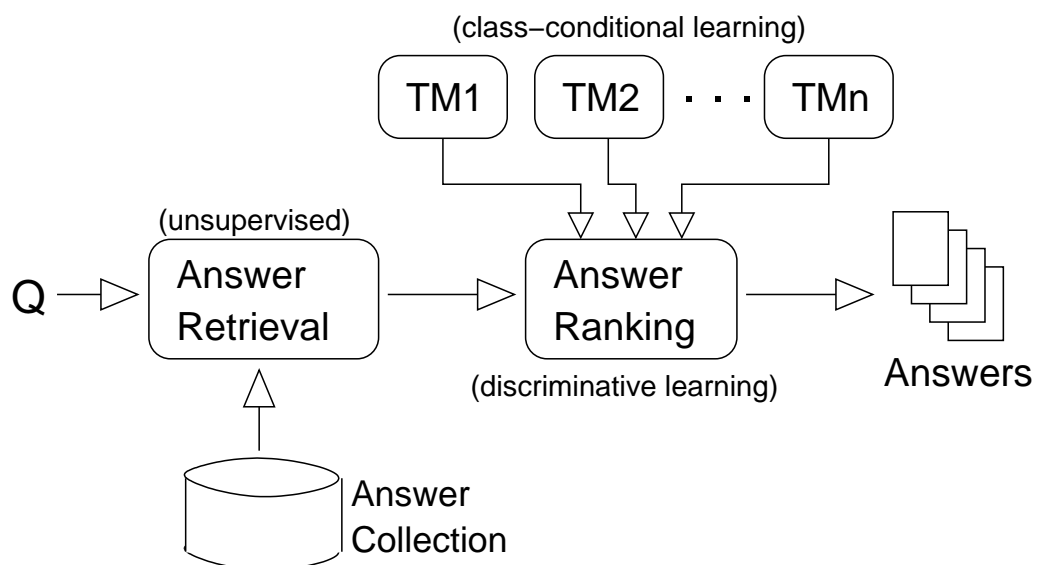 (class–conditional learning)
TM1 TM2 . . . TMn
(unsupervised)
Q
Answer
Retrieval
Answer
Ranking
(discriminative learning)
Answers
Answer
Collection